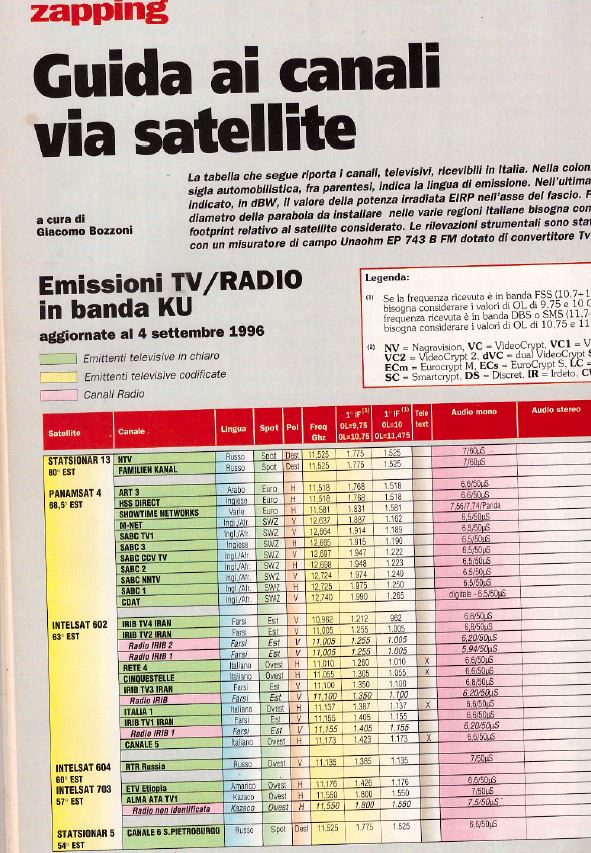 zapping
Guida ai canali
via satellite
La tabella che segue riporta i canali, televisivi, ricevibili in Italia. Nella colon
sigla automobilistica, fra parentesi, indica la lingua di emissione. Nell'ultima
indicato, in dBW, il valore della potenza irradiata EIRP nell'asse del fascio. P
diametro della parabola da installare nelle varie regioni italiane bisogna con
footprint relativo al satellite considerato. Le rilevazioni strumentali sono stat
con un misuratore di campo Unaohm EP 743 B FM dotato di convertitore Tv
a cura di
Giacomo Bozzoni
Emissioni TV/RADIO
in banda KU
aggiornate al 4 settembre 1996
Emittenti televisive in chiaro
Emittenti televisive codificate
Canali Radio
Legenda:
(1) Se la frequenza ricevuta è in banda FSS (10.7÷1
bisogna considerare i valori di OL di 9,75 e 10 G
frequenza ricevuta è in banda DBS o SMS (11.7-
bisogna considerare i valori di OL di 10,75 e 11
(2) NV = Nagravision, VC = VideoCrypt, VC1 = V
VC2 = VideoCrypt 2, dVC = dual VideoCrypt S
ECm = Eurocrypt M, ECs = EuroCrypt S, LC =
SC = Smartcrypt, DS = Discret, IR = Irdeto, C
Satellite Canale Lingua Spot Pol Freq Ghz 1° IF(1) OL=9,75 OL=10,75 1° IF(1) OL=10 OL=11,475 Tele text Audio mono Audio stereo
STATSIONAR 13 NTV Russo Spot Dest 11,525 1.775 1.525 7/60µS
80° EST FAMILIEN KANAL Russo Spot Dest 11,525 1.775 1.525 7/60µS
PANAMSAT 4 ART 3 Arabo Euro H 11,518 1.768 1.518 6,6/50µS
68,5° EST HSS DIRECT Inglese Euro H 11,518 1.768 1.518 6,6/50µS
SHOWTIME NETWORKS Varie Euro H 11,581 1.831 1.581 7,56/7,74/Panda
M-NET Ingl./Afr. SWZ V 12,637 1.887 1.162 6,5/50µS
SABC TV1 Ingl./Afr. SWZ V 12,664 1.914 1.189 6,5/50µS
SABC 3 Inglese SWZ H 12,665 1.915 1.190 6,5/50µS
SABC CCV TV Ingl./Afr. SWZ V 12,697 1.947 1.222 6,5/50µS
SABC 2 Ingl./Afr. SWZ H 12,698 1.948 1.223 6,5/50µS
SABC NNTV Ingl./Afr. SWZ V 12,724 1.974 1.249 6,5/50µS
SABC 1 Ingl./Afr. SWZ H 12,725 1.975 1.250 6,5/50µS
CDAT Ingl./Afr. SWZ V 12,740 1.990 1.265 digitale - 6,5/50µS
INTELSAT 602 IRIB TV4 IRAN Farsi Est V 10,962 1.212 962 6,8/50µS
63° EST IRIB TV2 IRAN Farsi Est V 11,005 1.255 1.005 6,6/50µS
Radio IRIB 2 Farsi Est V 11,005 1.255 1.005 6,20/50µS
Radio IRIB 1 Farsi Est V 11,005 1.255 1.005 5,94/50µS
RETE 4 Italiano Ovest H 11,010 1.260 1.010 X 6,6/50µS
CINQUESTELLE Italiano Ovest H 11,055 1.305 1.055 X 6,6/50µS
IRIB TV3 IRAN Farsi Est V 11,100 1.350 1.100 6,8/50µS
Radio IRIB Farsi Est V 11,100 1.350 1.100 6,20/50µS
ITALIA 1 Italiano Ovest H 11,137 1.387 1.137 X 6,6/50µS
IRIB TV1 IRAN Farsi Est V 11,155 1.405 1.155 6,6/50µS
Radio IRIB 1 Farsi Est V 11,155 1.405 1.155 6,20/50µS
CANALE 5 Italiano Ovest H 11,173 1.423 1.173 X 6,6/50µS
INTELSAT 604 RTR Russia Russo Ovest V 11,135 1.385 1.135 7/50µS
60° EST
INTELSAT 703 ETV Etiopia Amarico Ovest H 11,176 1.426 1.176 6,6/50µS
57° EST ALMA ATA TV1 Kazaco Ovest H 11,550 1.800 1.550 7/50µS
Radio non identificata Kazaco Ovest H 11,550 1.800 1.550 7,5/50µS
STATSIONAR 5 CANALE 6 S.PIETROBURGO Russo Spot Dest 11,525 1.775 1.525 6,6/50µS
54° EST